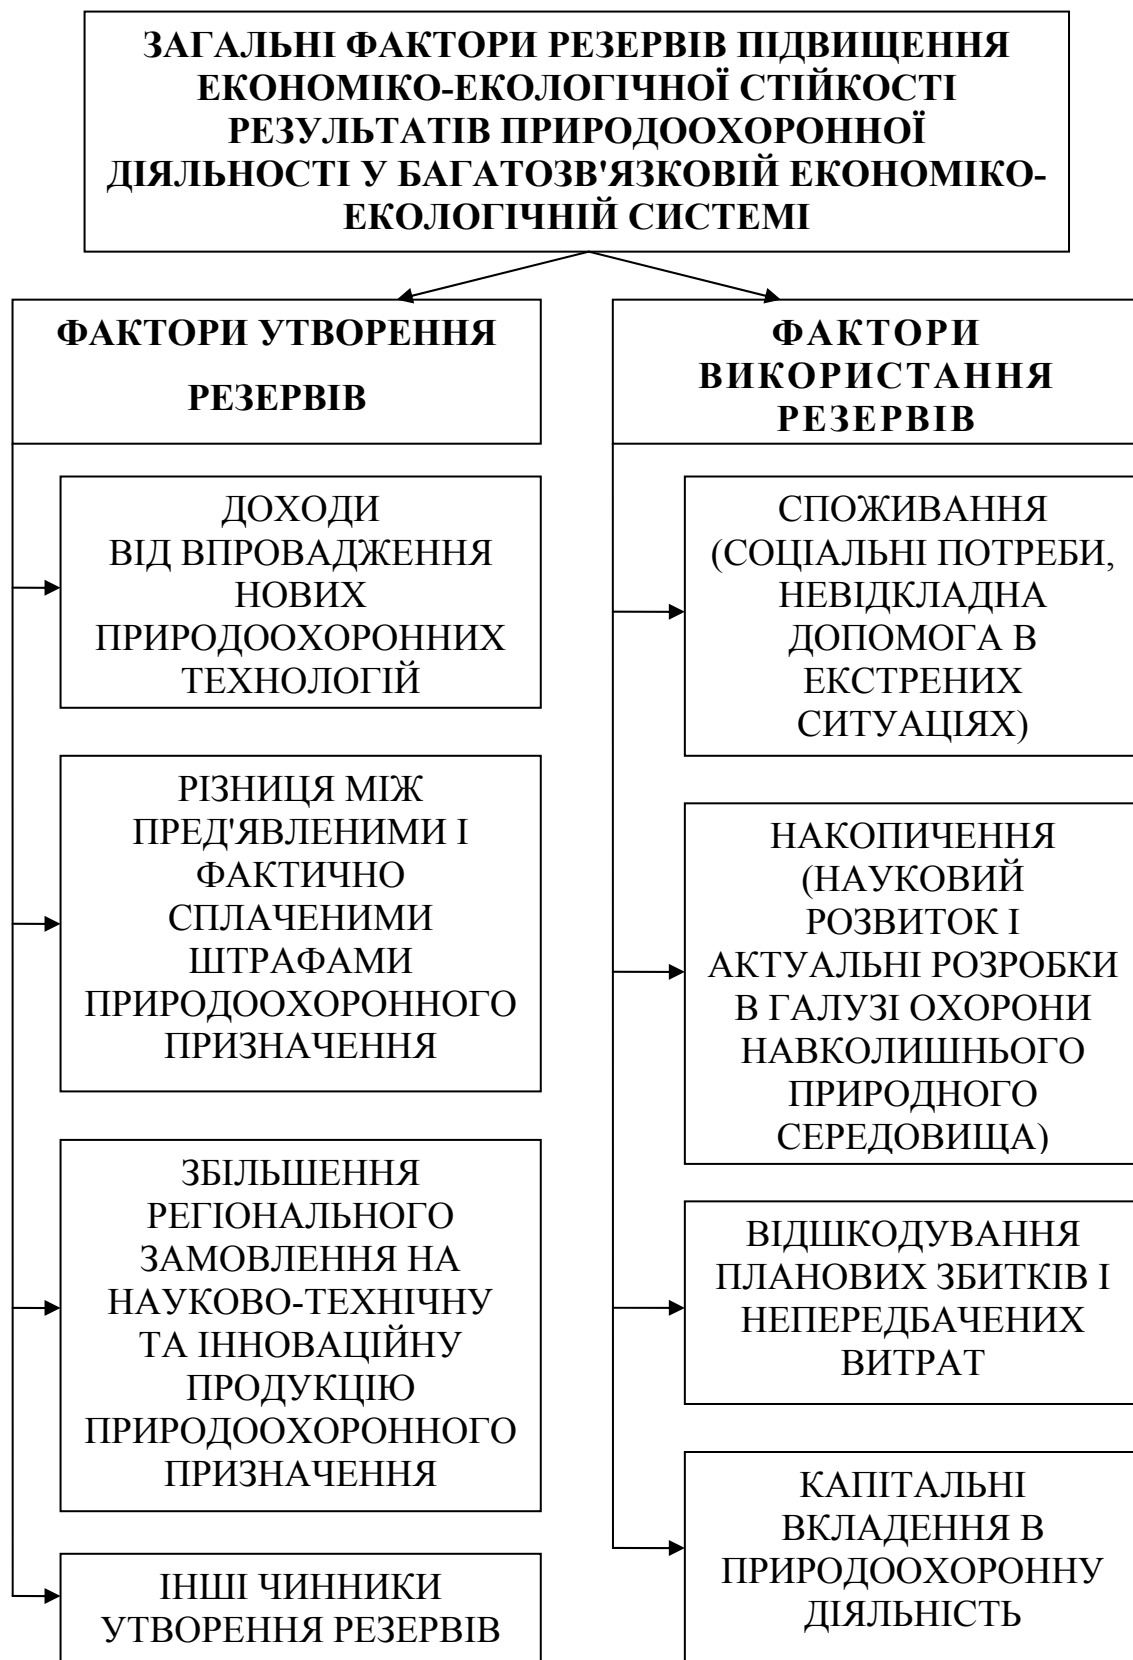 ЗАГАЛЬНІ ФАКТОРИ РЕЗЕРВІВ ПІДВИЩЕННЯ
ЕКОНОМІКО-ЕКОЛОГІЧНОЇ СТІЙКОСТІ
РЕЗУЛЬТАТІВ ПРИРОДООХОРОННОЇ
ДІЯЛЬНОСТІ У БАГАТОЗВ'ЯЗКОВІЙ ЕКОНОМІКО-
ЕКОЛОГІЧНІЙ СИСТЕМІ
ФАКТОРИ УТВОРЕННЯ
РЕЗЕРВІВ
ДОХОДИ
ВІД ВПРОВАДЖЕННЯ
НОВИХ
ПРИРОДООХОРОННИХ
ТЕХНОЛОГІЙ
РІЗНИЦЯ МІЖ
ПРЕД'ЯВЛЕНИМИ І
ФАКТИЧНО
СПЛАЧЕНИМИ
ШТРАФАМИ
ПРИРОДООХОРОННОГО
ПРИЗНАЧЕННЯ
ЗБІЛЬШЕННЯ
РЕГІОНАЛЬНОГО
ЗАМОВЛЕННЯ НА
НАУКОВО-ТЕХНІЧНУ
ТА ІННОВАЦІЙНУ
ПРОДУКЦІЮ
ПРИРОДООХОРОННОГО
ПРИЗНАЧЕННЯ
ІНШІ ЧИННИКИ
УТВОРЕННЯ РЕЗЕРВІВ
ФАКТОРИ
ВИКОРИСТАННЯ
РЕЗЕРВІВ
СПОЖИВАННЯ
(СОЦІАЛЬНІ ПОТРЕБИ,
НЕВІДКЛАДНА
ДОПОМОГА В
ЕКСТРЕНИХ
СИТУАЦІЯХ)
НАКОПИЧЕННЯ
(НАУКОВИЙ
РОЗВИТОК І
АКТУАЛЬНІ РОЗРОБКИ
В ГАЛУЗІ ОХОРОНИ
НАВКОЛИШНЬОГО
ПРИРОДНОГО
СЕРЕДОВИЩА)
ВІДШКОДУВАННЯ
ПЛАНОВИХ ЗБИТКІВ І
НЕПЕРЕДБАЧЕНИХ
ВИТРАТ
КАПІТАЛЬНІ
ВКЛАДЕННЯ В
ПРИРОДООХОРОННУ
ДІЯЛЬНІСТЬ